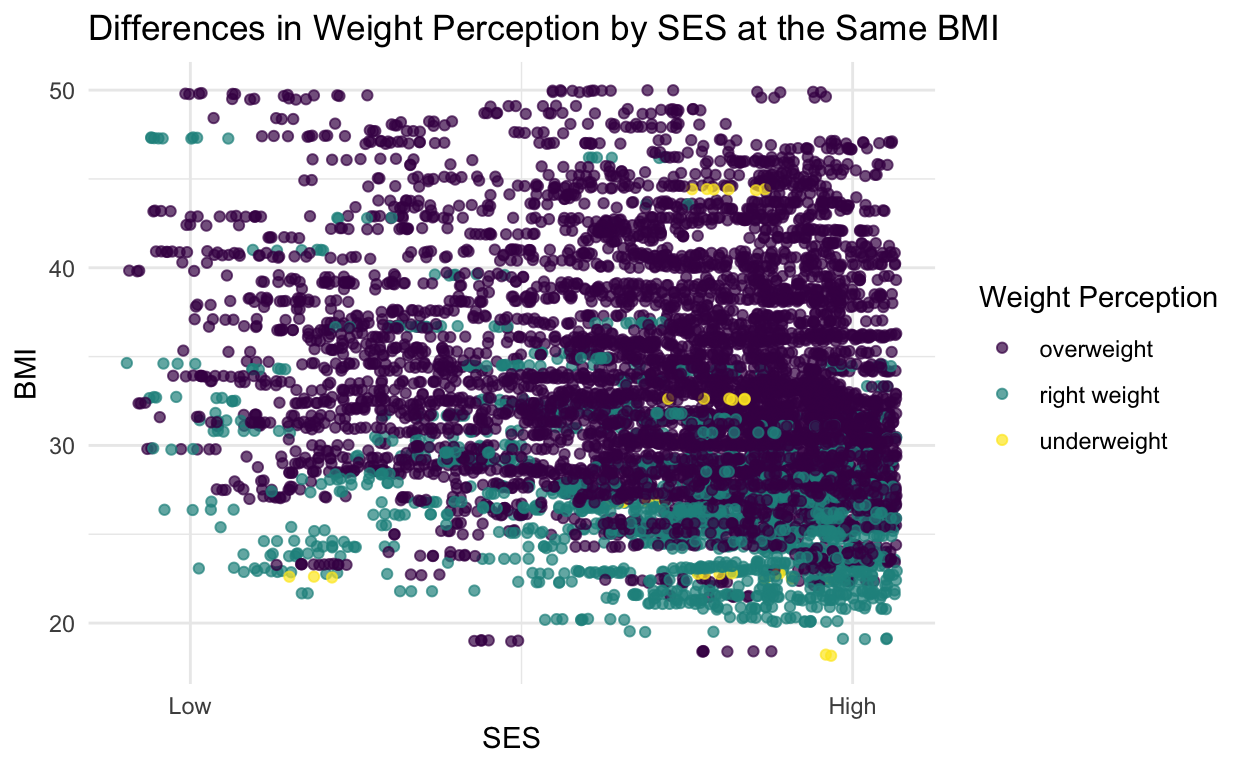 Differences in Weight Perception by SES at the Same BMI
50
40
30
20
BMI
Low
High
SES
Weight Perception
overweight
right weight
underweight